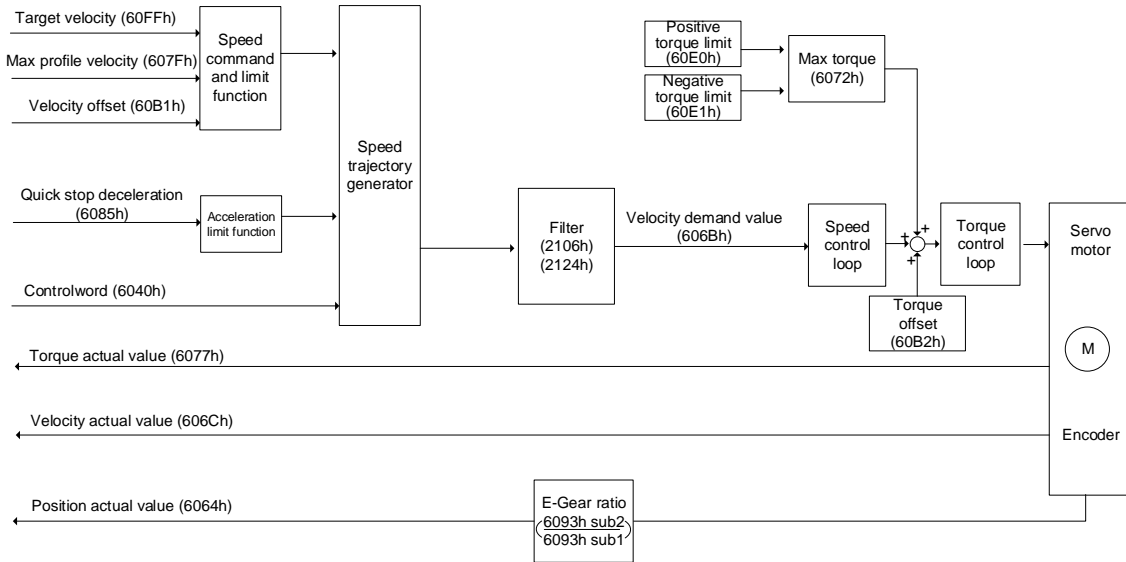 Target velocity (60FFh)
Max profile velocity (607Fh)
Velocity offset (60B1h)
Speed
command
and limit
function
Quick stop deceleration
(6085h)
Acceleration
limit function
Controlword (6040h)
Speed
trajectory
generator
Filter
(2106h)
(2124h)
Velocity demand value
(606Bh)
Positive
torque limit
(60E0h)
Negative
torque limit
(60E1h)
Max torque
(6072h)
Speed
control
loop
+
+
+
Torque
offset
(60B2h)
Torque
control
loop
Servo
motor
M
Encoder
Torque actual value (6077h)
Velocity actual value (606Ch)
Position actual value (6064h)
E-Gear ratio
(6093h sub2
6093h sub1)